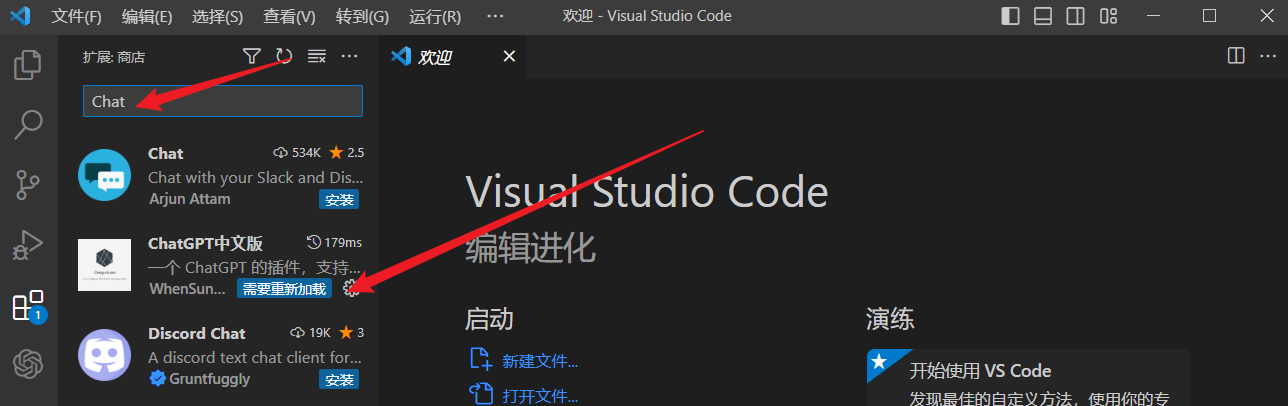 文件(F) 编辑(E) 选择(S) 查看(V) 转到(G) 运行(R) ··· 欢迎 - Visual Studio Code
扩展: 商店 ···
欢迎 ···
Chat
Chat 534K 2.5
Chat with your Slack and Dis...
Arjun Attam 安装
ChatGPT中文版 179ms
一个 ChatGPT 的插件，支持...
WhenSun... 需要重新加载
1
Discord Chat 19K 3
A discord text chat client for...
Gruntfuggly 安装
Visual Studio Code
编辑进化
启动
新建文件...
打开文件...
演练
开始使用 VS Code
发现最佳的自定义方法，使用你的专